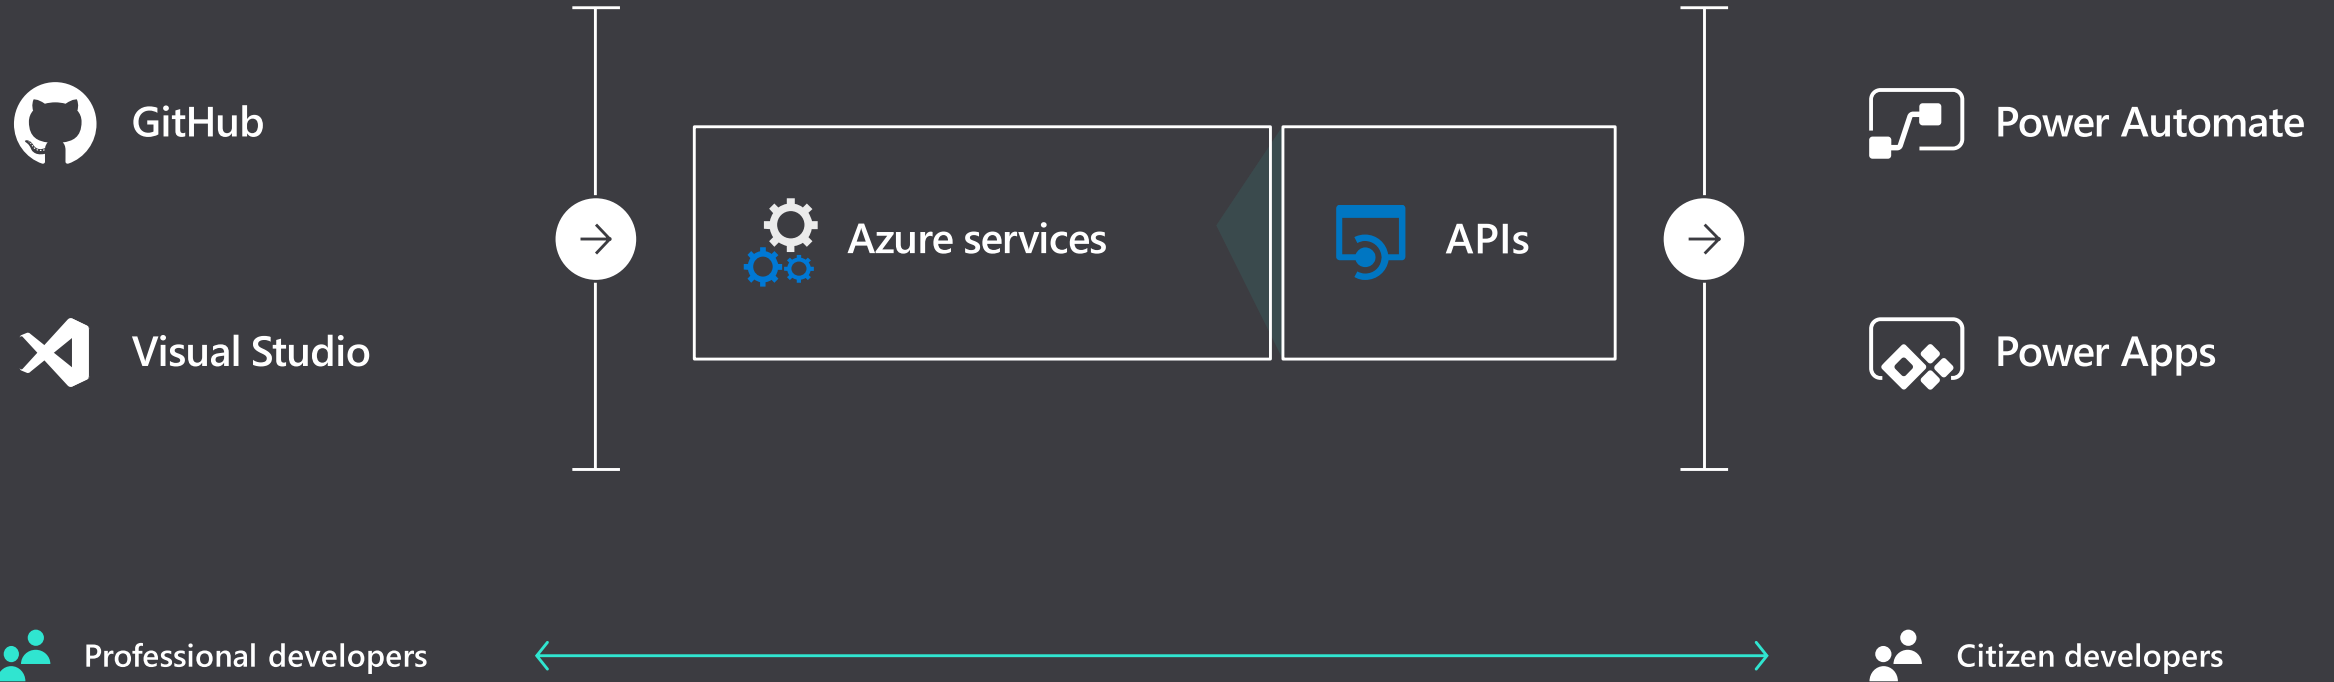 GitHub
Visual Studio
Azure services
APIs
Power Automate
Power Apps
Professional developers
Citizen developers